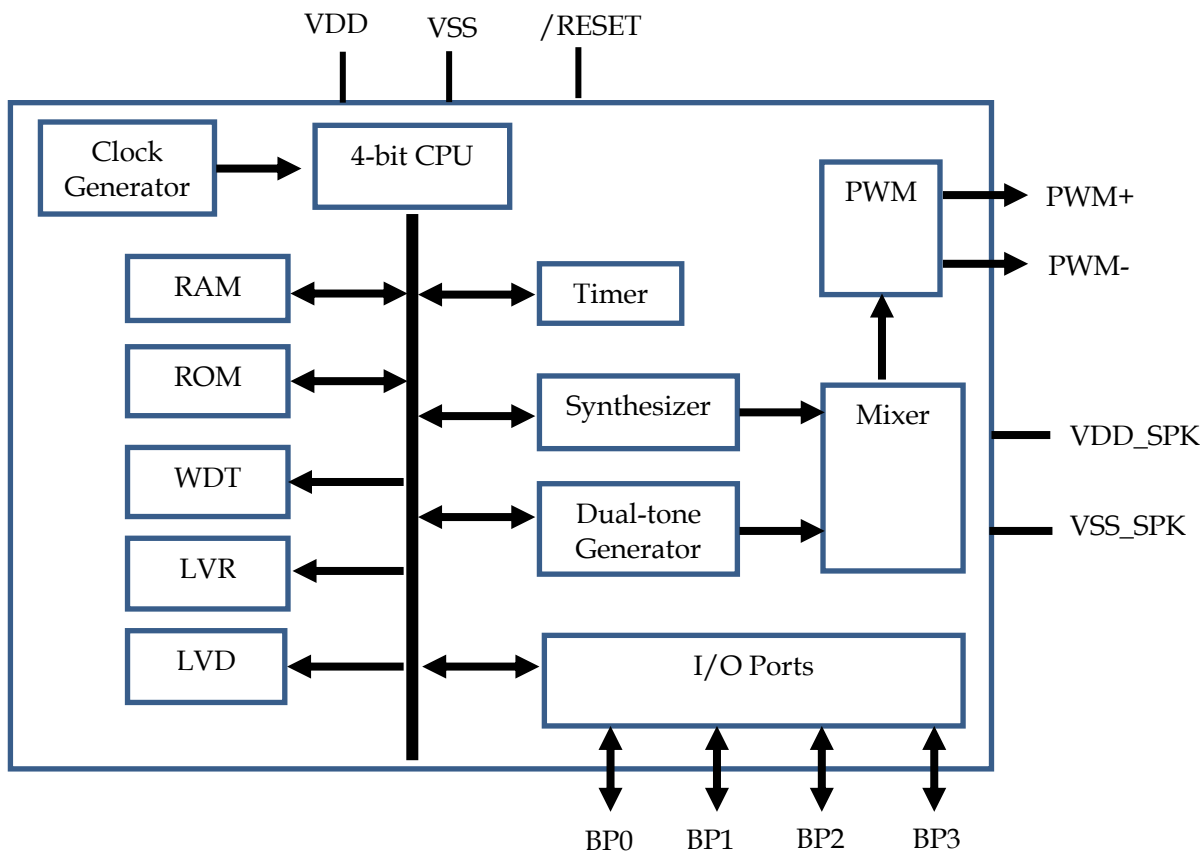 VDD
VSS
/RESET
Clock
Generator
4-bit CPU
PWM
PWM+
PWM-
RAM
Timer
ROM
Synthesizer
Mixer
VDD_SPK
WDT
Dual-tone
Generator
VSS_SPK
LVR
LVD
I/O Ports
BP0
BP1
BP2
BP3